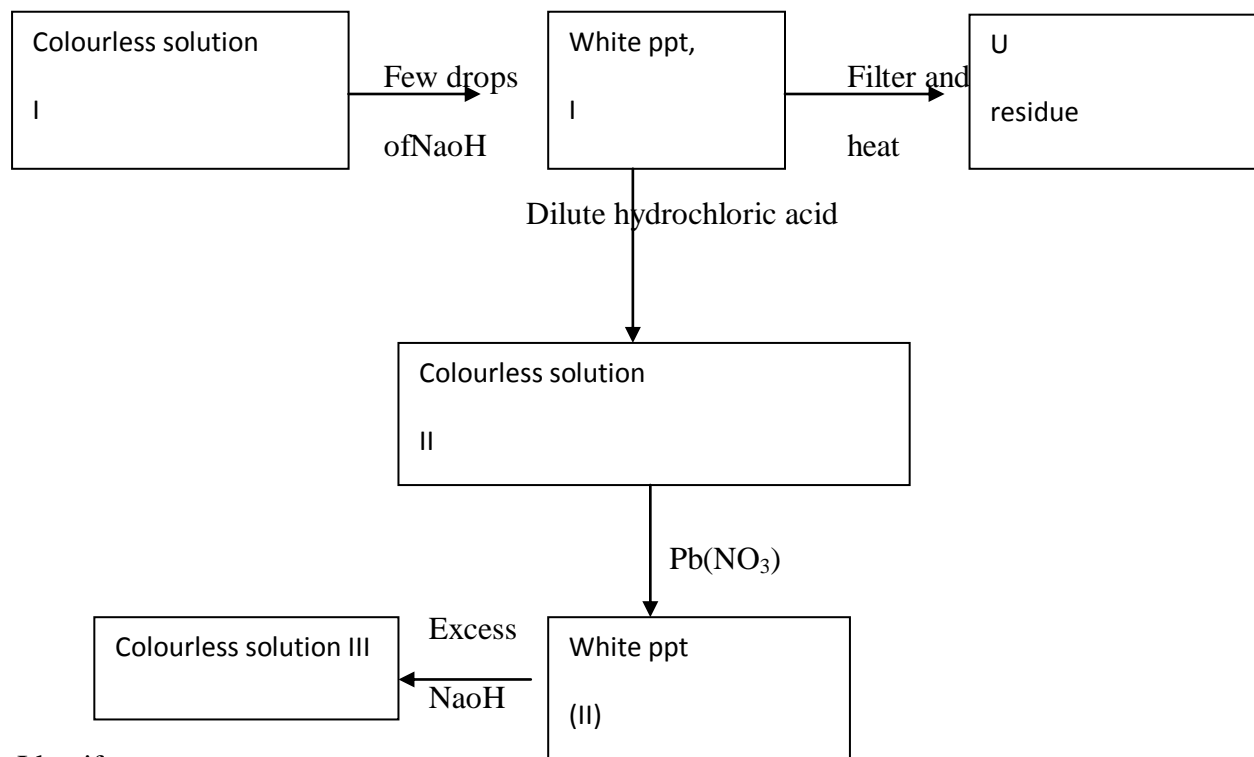 Colourless solution
I
Few drops
ofNaoH
White ppt,
I
Filter and
heat
U
residue
Dilute hydrochloric acid
Colourless solution
II
Pb(NO₃)
White ppt
(II)
Excess
NaoH
Colourless solution III